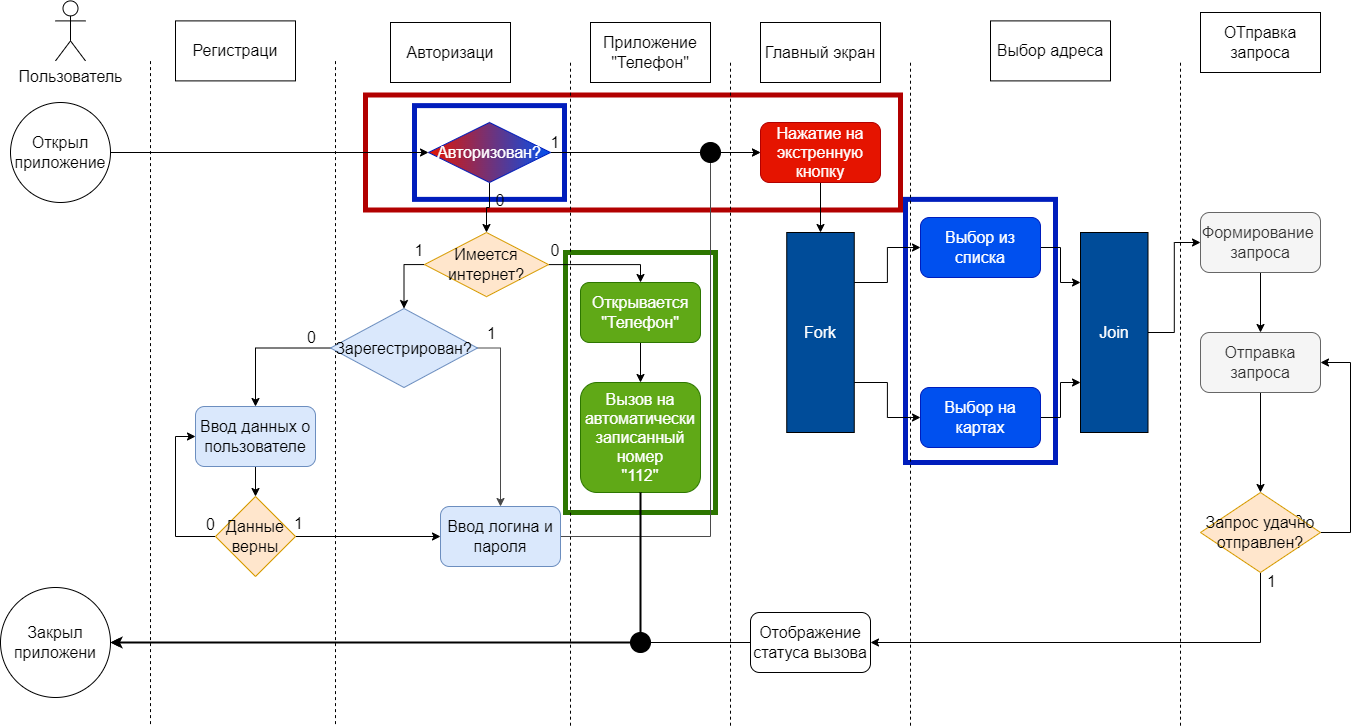 Пользователь
Регистраци
Авторизаци
Приложение
"Телефон"
Главный экран
Выбор адреса
ОТправка
запроса
Открыл
приложение
Авторизован?
1
0
Нажатие на
экстренную
кнопку
Имеется
интернет?
1
0
Открывается
"Телефон"
Вызов на
автоматически
записанный
номер
"112"
Зарегестрирован?
0
1
Ввод данных о
пользователе
Данные
верны
0
1
Ввод логина и
пароля
Fork
Выбор из
списка
Выбор на
картах
Join
Формирование
запроса
Отправка
запроса
Запрос удачно
отправлен?
0
1
Отображение
статуса вызова
Закрыл
приложени